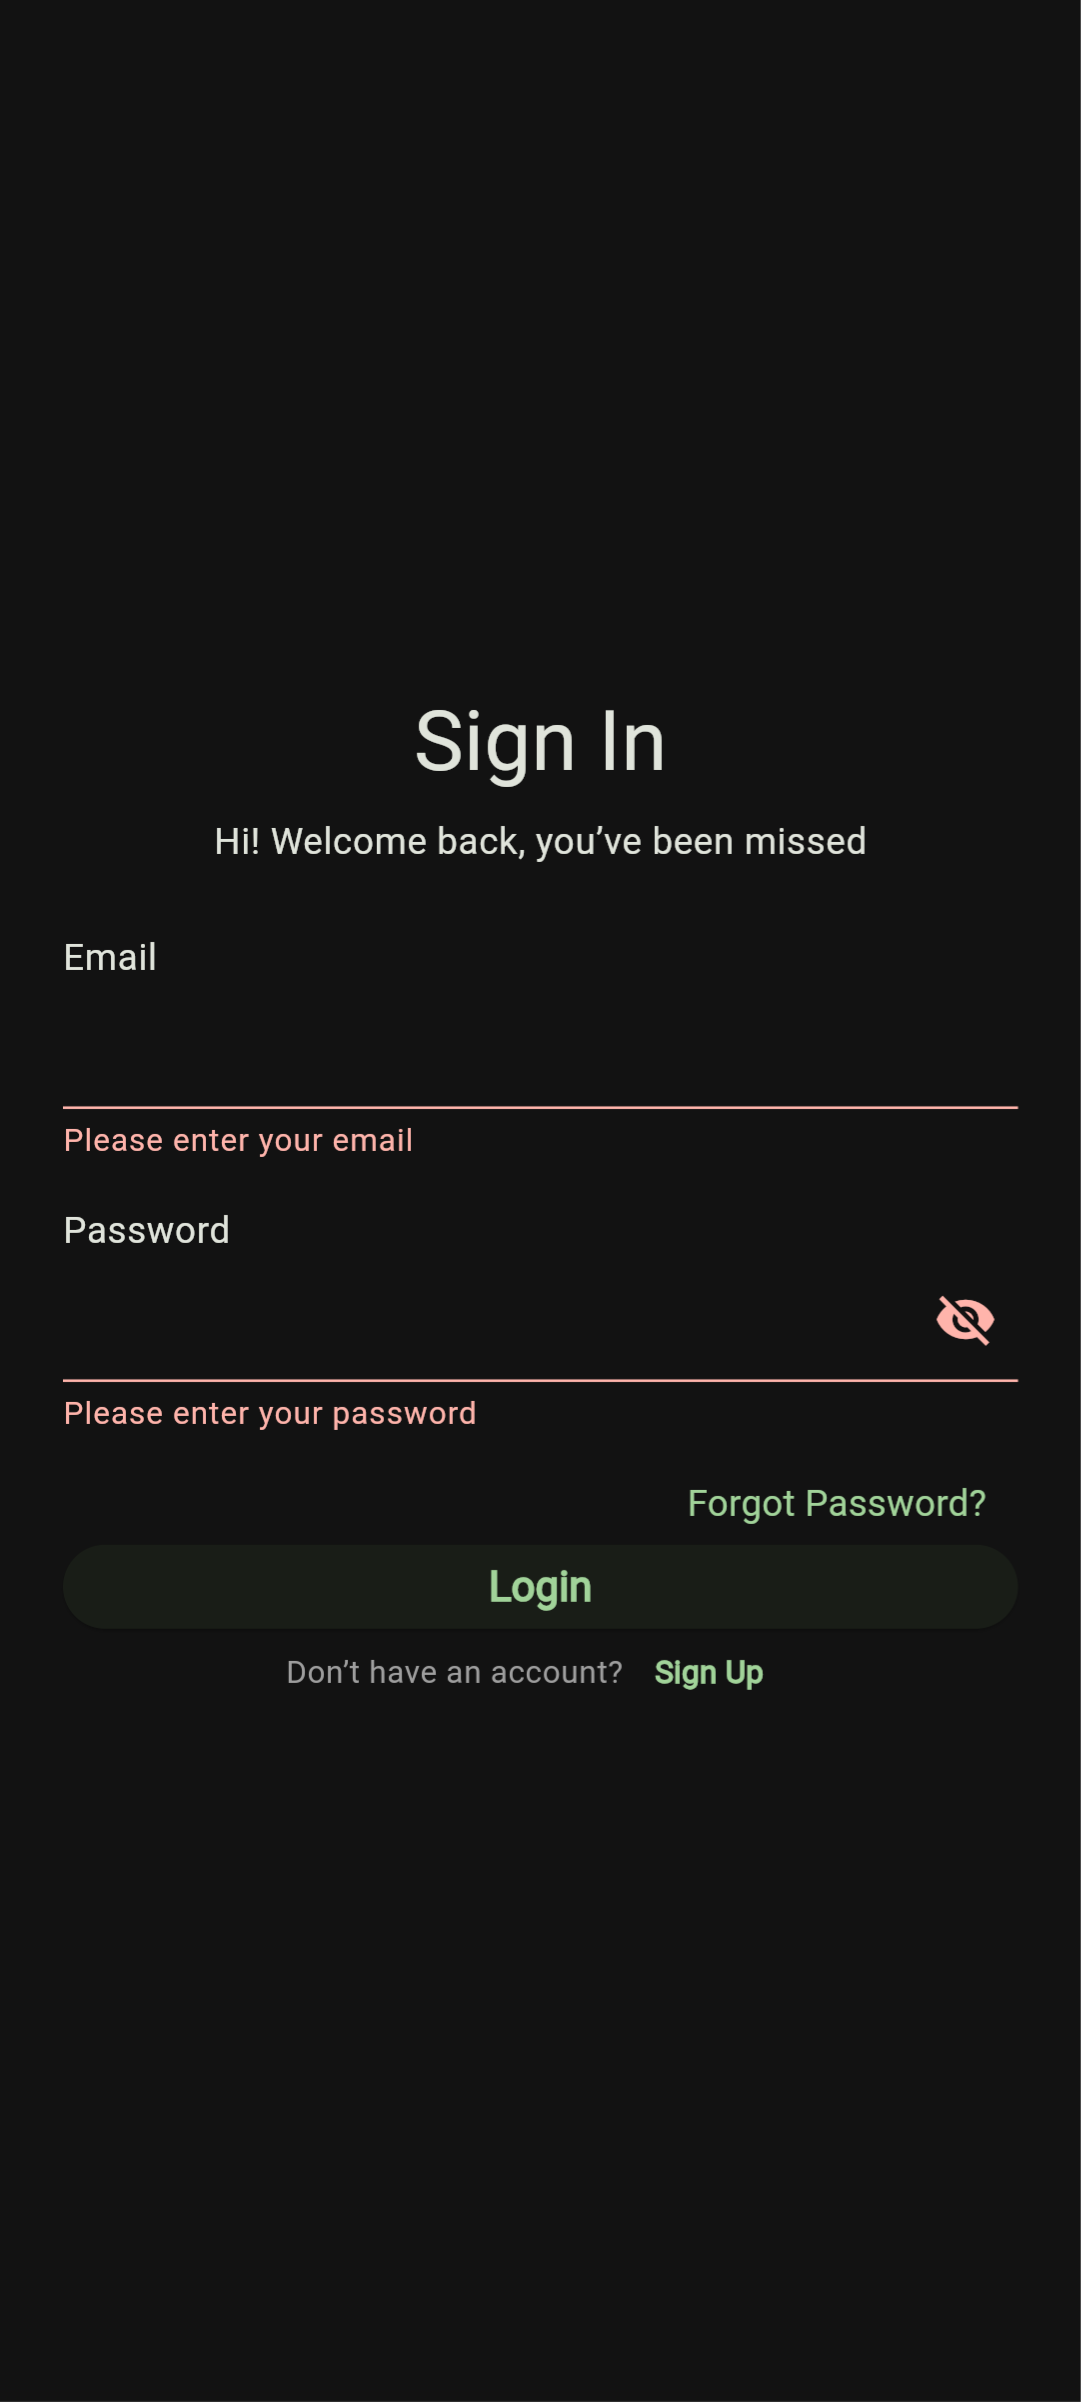 Sign In
Hi! Welcome back, you’ve been missed
Email
Please enter your email
Password
Please enter your password
Forgot Password?
Login
Don’t have an account? Sign Up